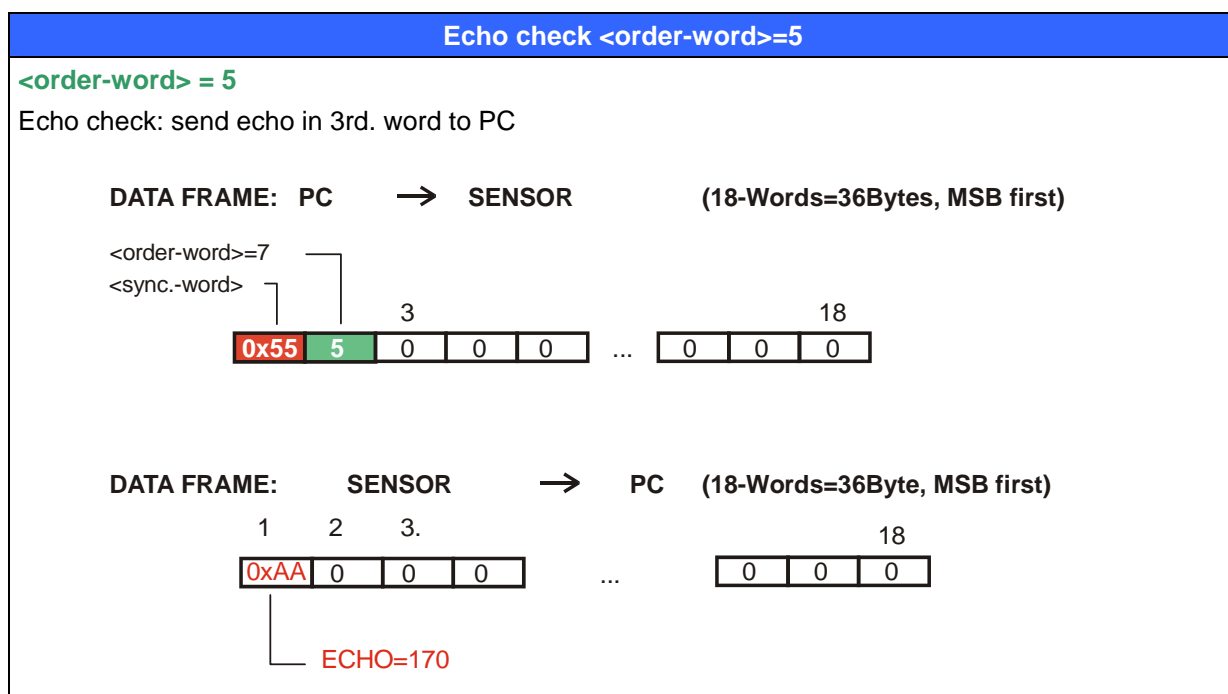 Echo check <order-word>=5
<order-word> = 5
Echo check: send echo in 3rd. word to PC
DATA FRAME: PC → SENSOR (18-Words=36Bytes, MSB first)
<order-word>=7
<sync.-word>
3 18
0x55 5 0 0 0 ... 0 0 0
DATA FRAME: SENSOR → PC (18-Words=36Byte, MSB first)
1 2 3. 18
0xAA 0 0 0 ... 0 0 0
ECHO=170